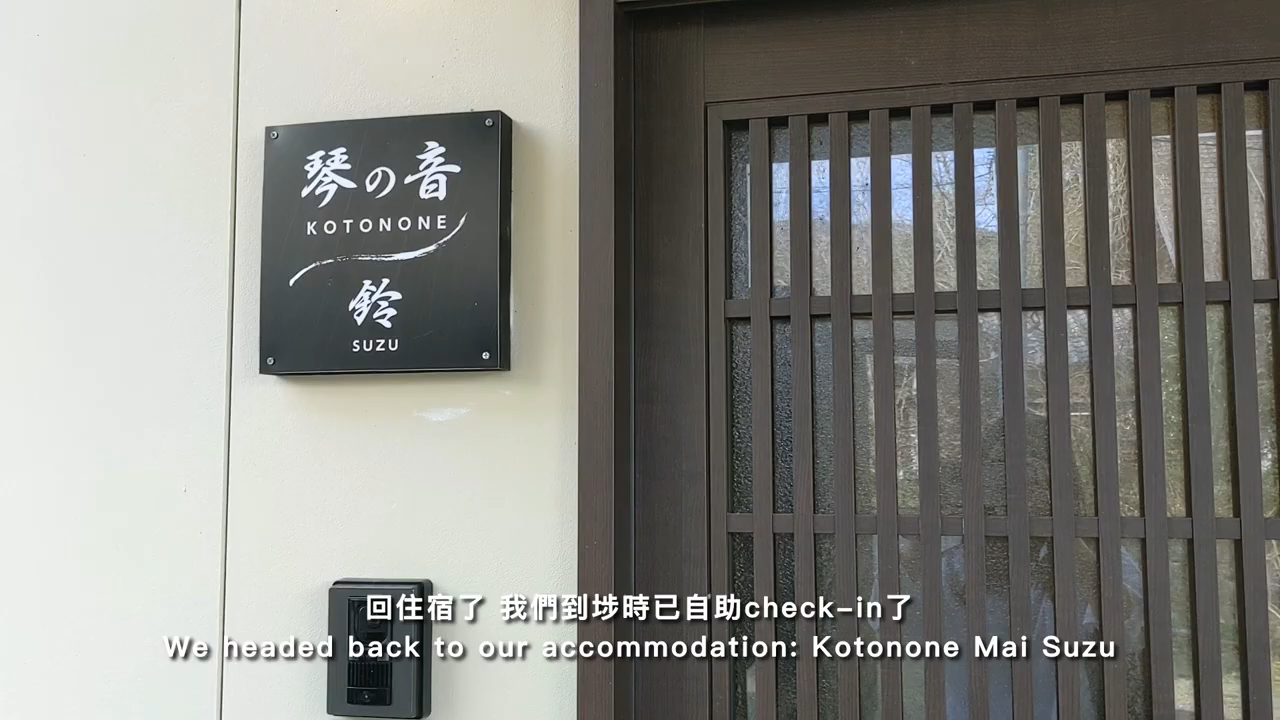 琴の音
KOTONONE
鈴
SUZU
回住宿了 我們到埗時已自助check-in了
We headed back to our accommodation: Kotonone Mai Suzu